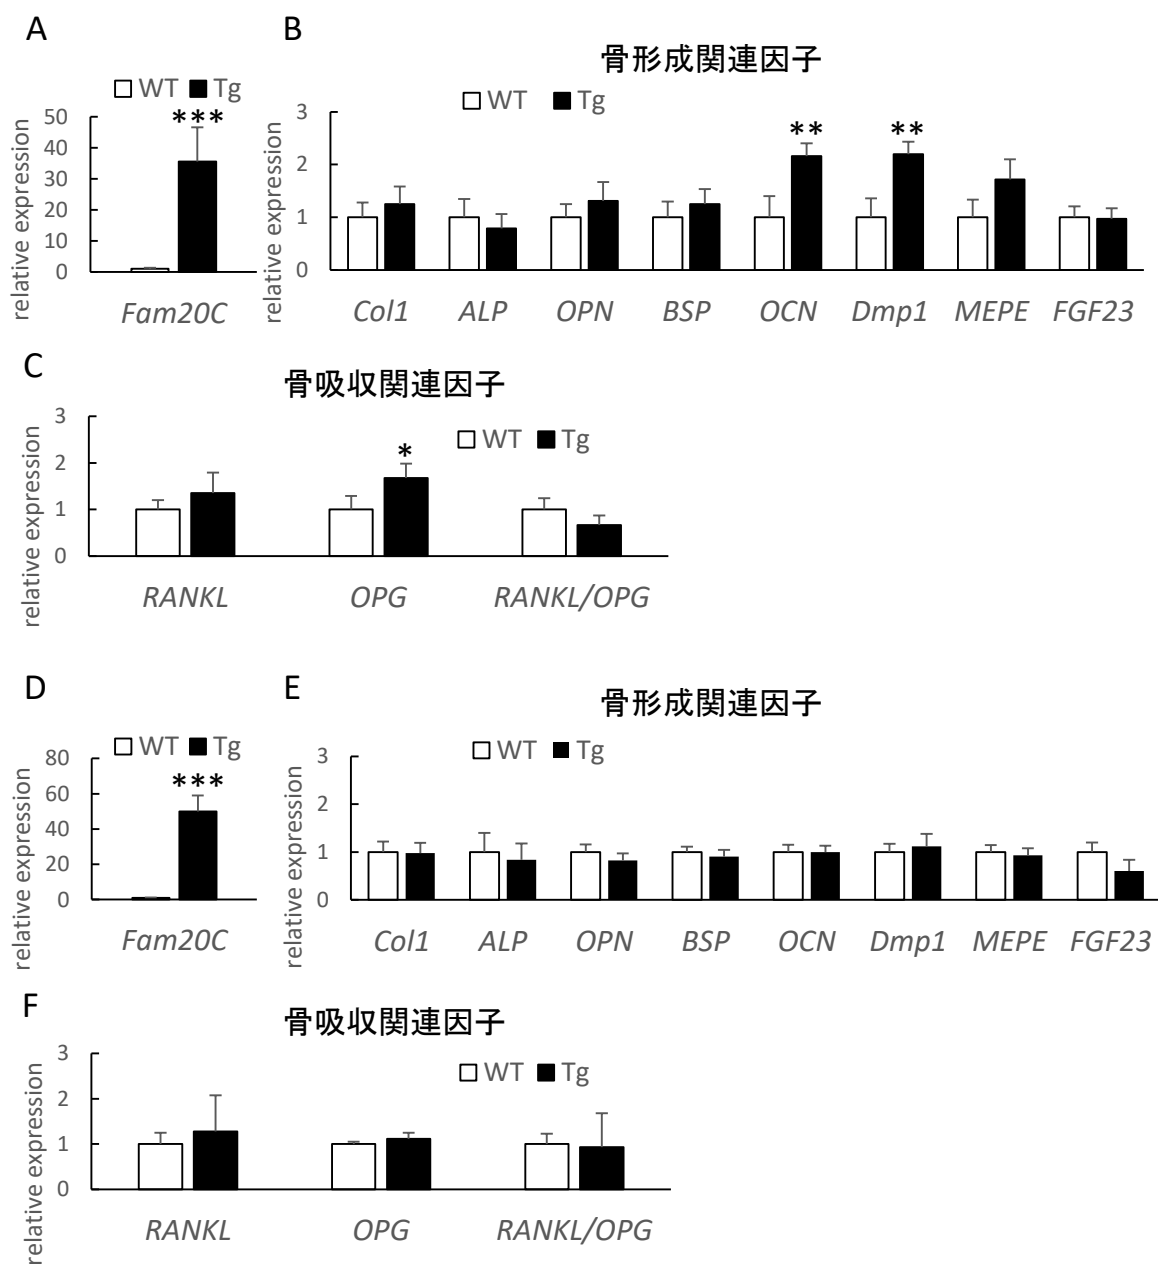 A
WT Tg
***
50
40
30
20
10
0
relative expression
Fam20C
B
骨形成関連因子
WT Tg
3
2
1
0
relative expression
** **
Col1 ALP OPN BSP OCN Dmp1 MEPE FGF23
C
骨吸収関連因子
WT Tg
3
2
1
0
relative expression
*
RANKL OPG RANKL/OPG
D
WT Tg
***
80
60
40
20
0
relative expression
Fam20C
E
骨形成関連因子
WT Tg
3
2
1
0
relative expression
Col1 ALP OPN BSP OCN Dmp1 MEPE FGF23
F
骨吸収関連因子
WT Tg
3
2
1
0
relative expression
RANKL OPG RANKL/OPG